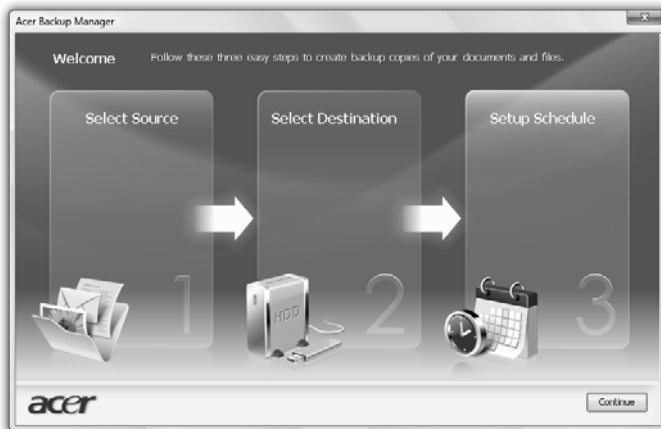 Acer Backup Manager
Welcome Follow these three easy steps to create backup copies of your documents and files.
Select Source
Select Destination
Setup Schedule
1
HDD
2
3
acer
Continue